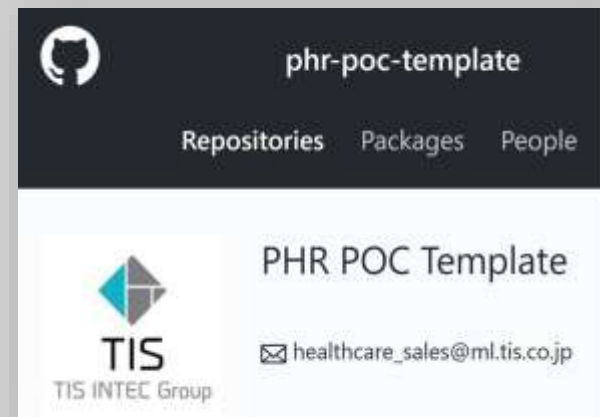 phr-poc-template
Repositories Packages People
PHR POC Template
TIS
TIS INTEC Group
healthcare_sales@ml.tis.co.jp